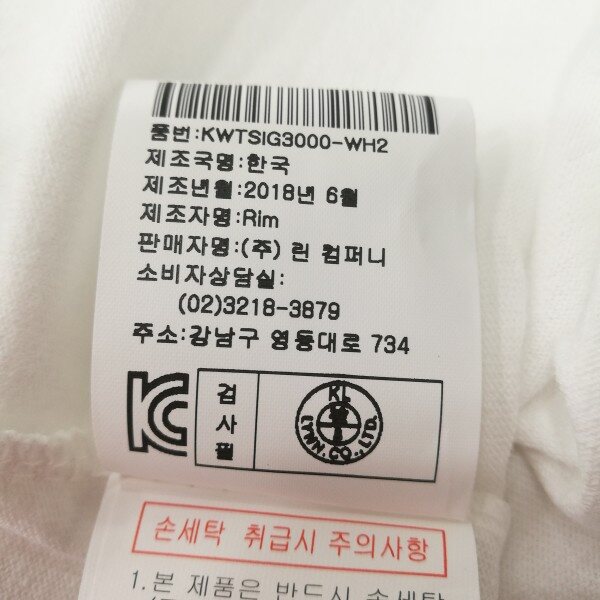 품번:KWTSIG3000-WH2
제조국명:한국
제조년월:2018년 6월
제조자명:Rim
판매자명:(주) 린 컴퍼니
소비자상담실:
(02)3218-3879
주소:강남구 영동대로 734
KC
검사필
KL
LYNN.CO.,LTD.
손세탁 취급시 주의사항
1.본 제품은 반드시 손세탁